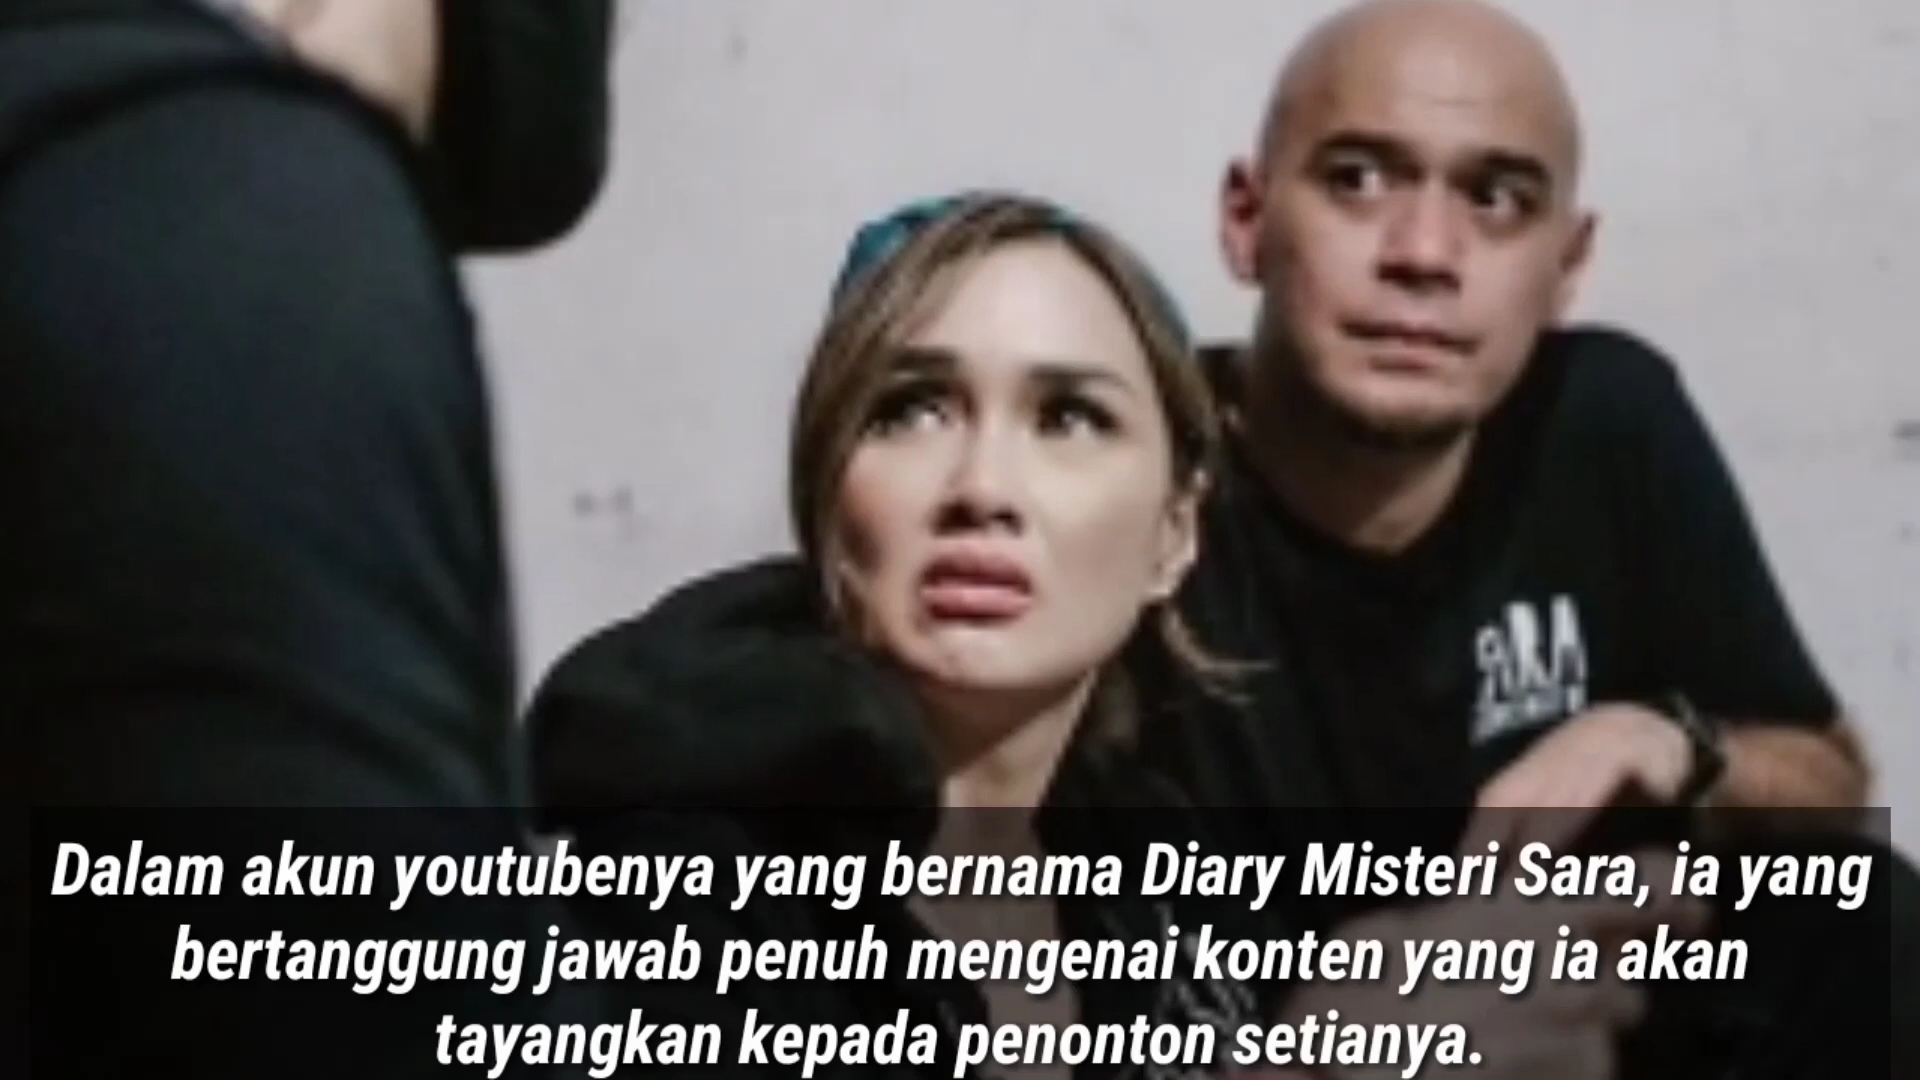 Dalam akun youtubenya yang bernama Diary Misteri Sara, ia yang
bertanggung jawab penuh mengenai konten yang ia akan
tayangkan kepada penonton setianya.